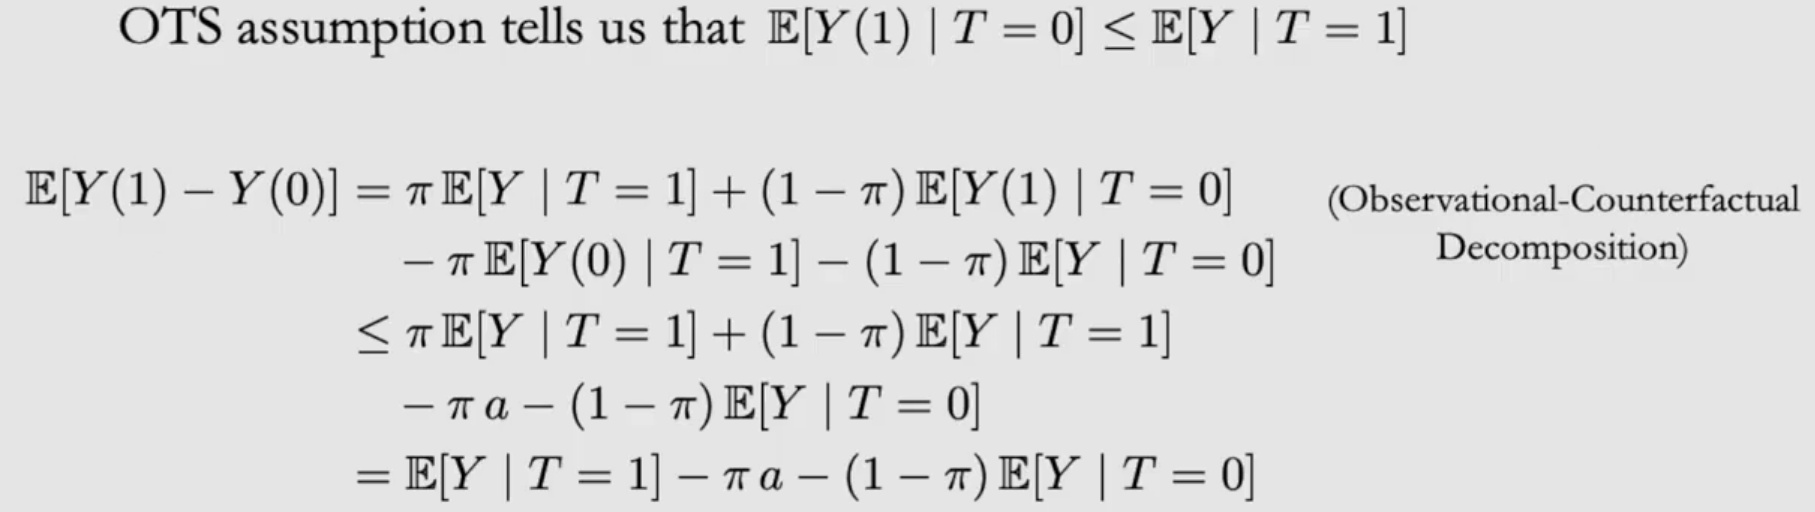 OTS assumption tells us that 𝔼[Y(1) | T = 0] ≤ 𝔼[Y | T = 1]
𝔼[Y(1) − Y(0)] = π 𝔼[Y | T = 1] + (1 − π) 𝔼[Y(1) | T = 0] (Observational-Counterfactual
− π 𝔼[Y(0) | T = 1] − (1 − π) 𝔼[Y | T = 0] Decomposition)
≤ π 𝔼[Y | T = 1] + (1 − π) 𝔼[Y | T = 1]
− π a − (1 − π) 𝔼[Y | T = 0]
= 𝔼[Y | T = 1] − π a − (1 − π) 𝔼[Y | T = 0]